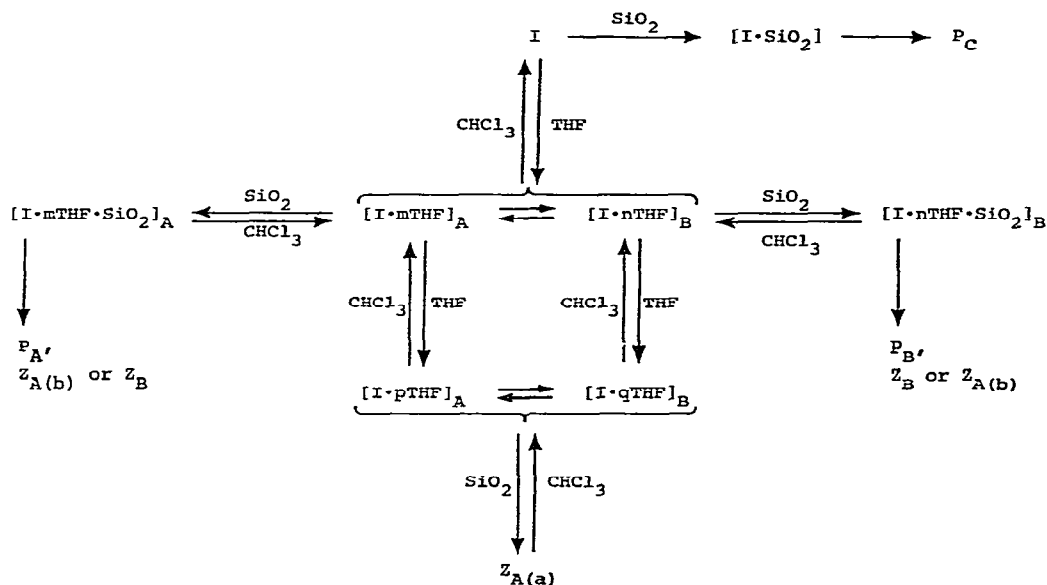 I SiO2 [I·SiO2] PC
CHCl3 THF
[I·mTHF·SiO2]A SiO2 CHCl3 [I·mTHF]A [I·nTHF]B SiO2 CHCl3 [I·nTHF·SiO2]B
CHCl3 THF CHCl3 THF
PA, PB,
ZA(b) or ZB ZB or ZA(b)
[I·pTHF]A [I·qTHF]B
SiO2 CHCl3
ZA(a)